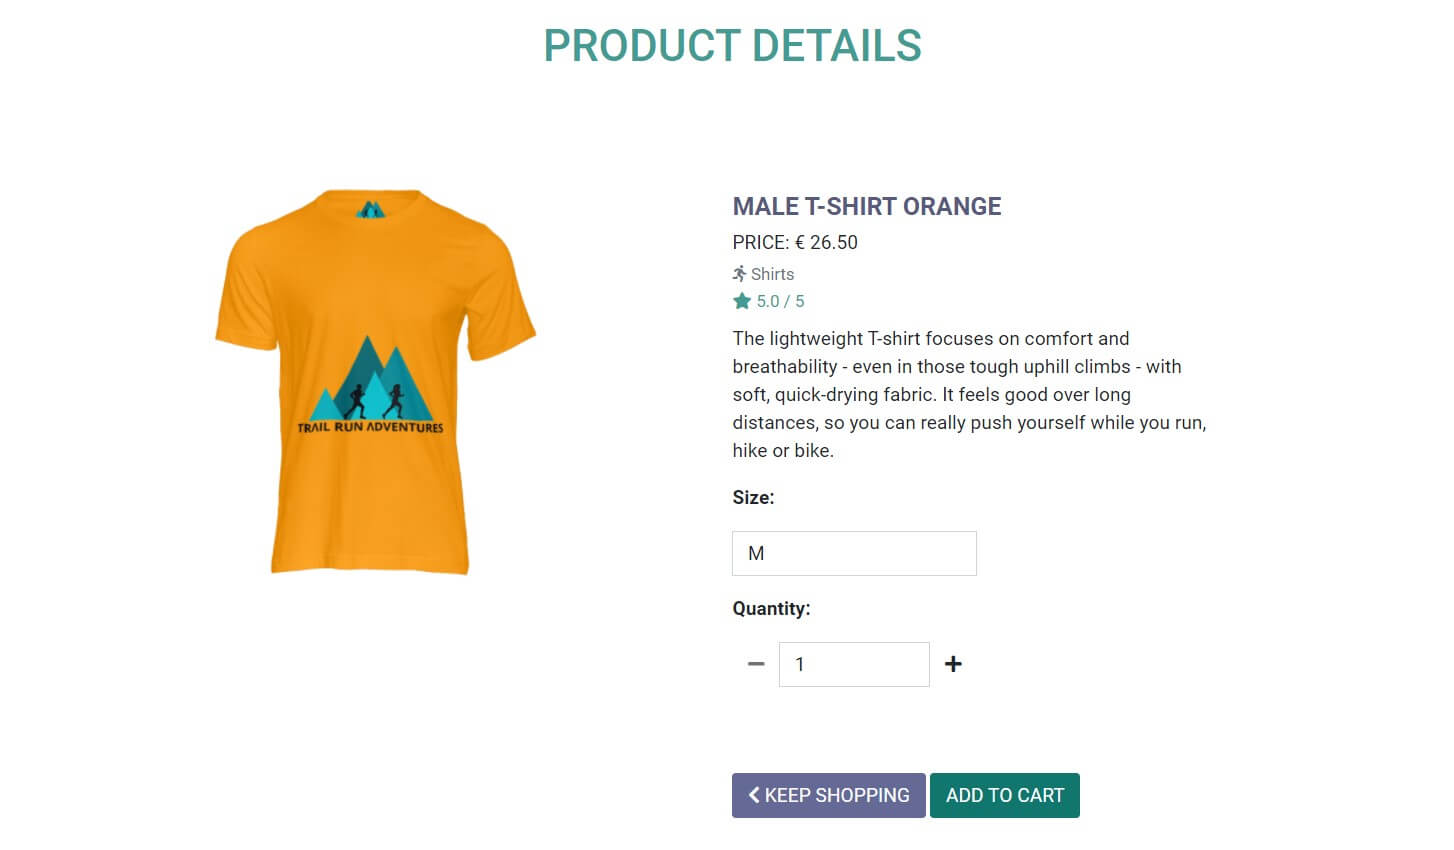 PRODUCT DETAILS
TRAIL RUN ADVENTURES
MALE T-SHIRT ORANGE
PRICE: € 26.50
Shirts
5.0 / 5
The lightweight T-shirt focuses on comfort and
breathability - even in those tough uphill climbs - with
soft, quick-drying fabric. It feels good over long
distances, so you can really push yourself while you run,
hike or bike.
Size:
M
Quantity:
1
KEEP SHOPPING
ADD TO CART